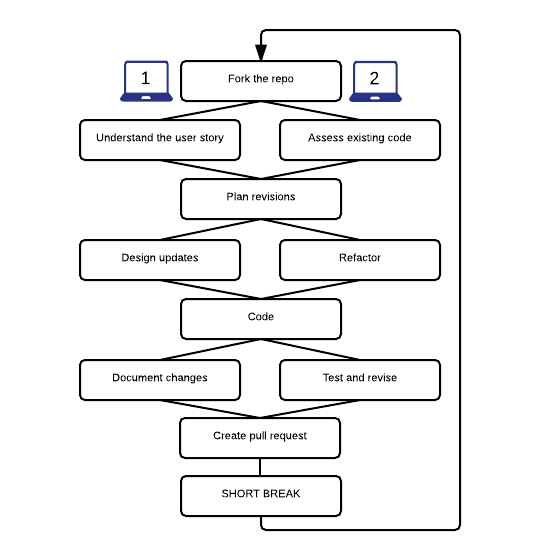 1
Fork the repo
2
Understand the user story
Assess existing code
Plan revisions
Design updates
Refactor
Code
Document changes
Test and revise
Create pull request
SHORT BREAK